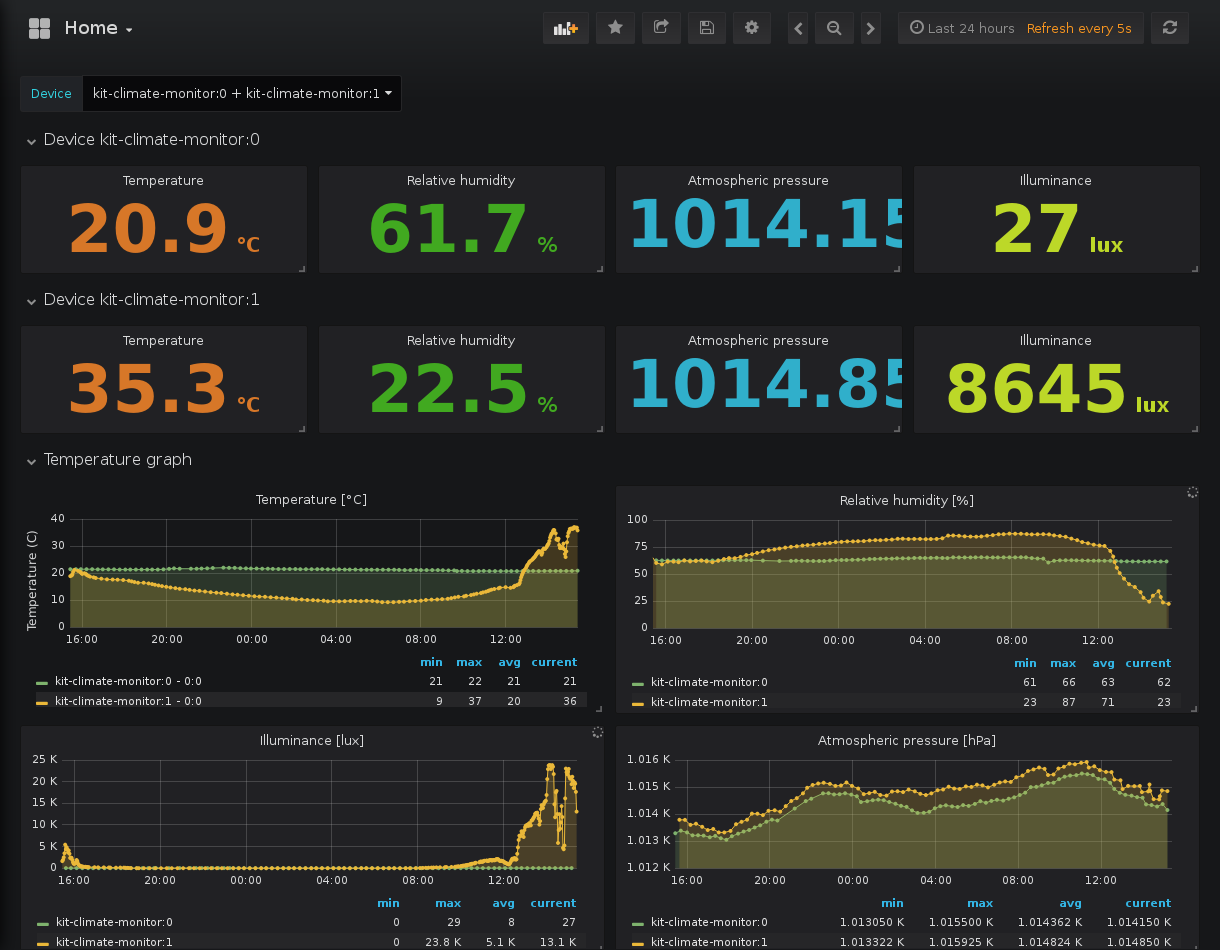 Home
Last 24 hours Refresh every 5s
Device kit-climate-monitor:0 + kit-climate-monitor:1
Device kit-climate-monitor:0
Temperature Relative humidity Atmospheric pressure Illuminance
20.9 °C 61.7 % 1014.15 27 lux
Device kit-climate-monitor:1
Temperature Relative humidity Atmospheric pressure Illuminance
35.3 °C 22.5 % 1014.85 8645 lux
Temperature graph
Temperature [°C]
Temperature (C)
40
30
20
10
0
16:00 20:00 00:00 04:00 08:00 12:00
min max avg current
kit-climate-monitor:0 - 0:0 21 22 21 21
kit-climate-monitor:1 - 0:0 9 37 20 36
Relative humidity [%]
100
75
50
25
0
16:00 20:00 00:00 04:00 08:00 12:00
min max avg current
kit-climate-monitor:0 61 66 63 62
kit-climate-monitor:1 23 87 71 23
Illuminance [lux]
25 K
20 K
15 K
10 K
5 K
0
16:00 20:00 00:00 04:00 08:00 12:00
min max avg current
kit-climate-monitor:0 0 29 8 27
kit-climate-monitor:1 0 23.8 K 5.1 K 13.1 K
Atmospheric pressure [hPa]
1.016 K
1.015 K
1.014 K
1.013 K
1.012 K
16:00 20:00 00:00 04:00 08:00 12:00
min max avg current
kit-climate-monitor:0 1.013050 K 1.015500 K 1.014362 K 1.014150 K
kit-climate-monitor:1 1.013322 K 1.015925 K 1.014824 K 1.014850 K